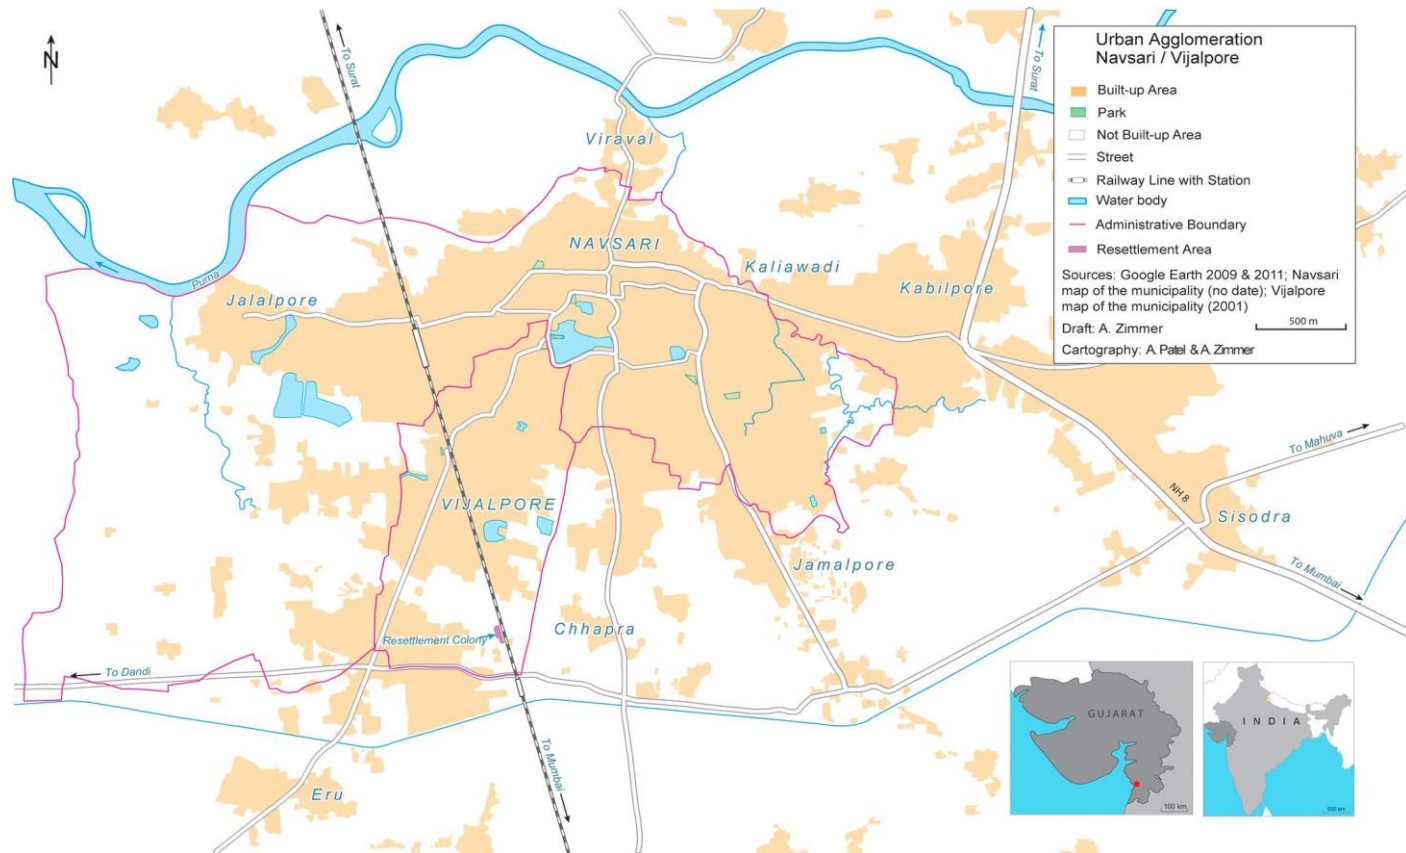 N
To Surat
To Surat
Urban Agglomeration
Navsari / Vijalpore
Built-up Area
Park
Not Built-up Area
Street
Railway Line with Station
Water body
Administrative Boundary
Resettlement Area
Sources: Google Earth 2009 & 2011; Navsari
map of the municipality (no date); Vijalpore
map of the municipality (2001)
Draft: A. Zimmer
500 m
Cartography: A. Patel & A. Zimmer
Viraval
NAVSARI
Kaliawadi
Kabilpore
Purna
Jalalpore
To Mahuva
NH 8
VIJALPORE
Sisodra
Jamalpore
To Mumbai
Chhapra
Resettlement Colony
To Dandi
To Mumbai
Eru
GUJARAT
100 km
INDIA
500 km